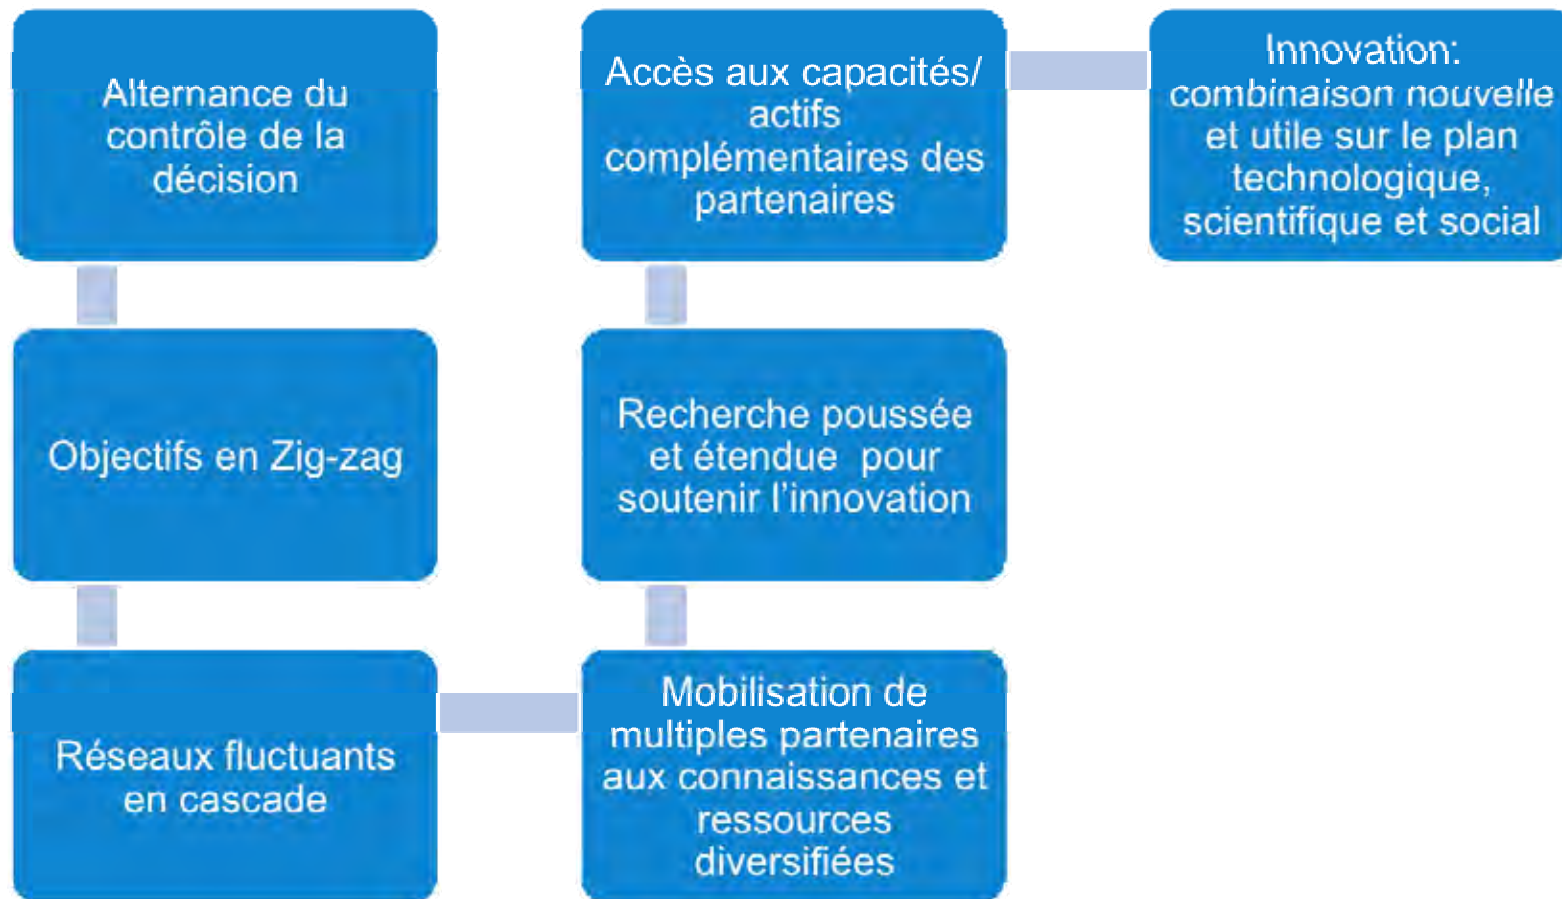 Alternance du
contrôle de la
décision
Objectifs en Zig-zag
Réseaux fluctuants
en cascade
Mobilisation de
multiples partenaires
aux connaissances et
ressources
diversifiées
Recherche poussée
et étendue pour
soutenir l’innovation
Accès aux capacités/
actifs
complémentaires des
partenaires
Innovation:
combinaison nouvelle
et utile sur le plan
technologique,
scientifique et social